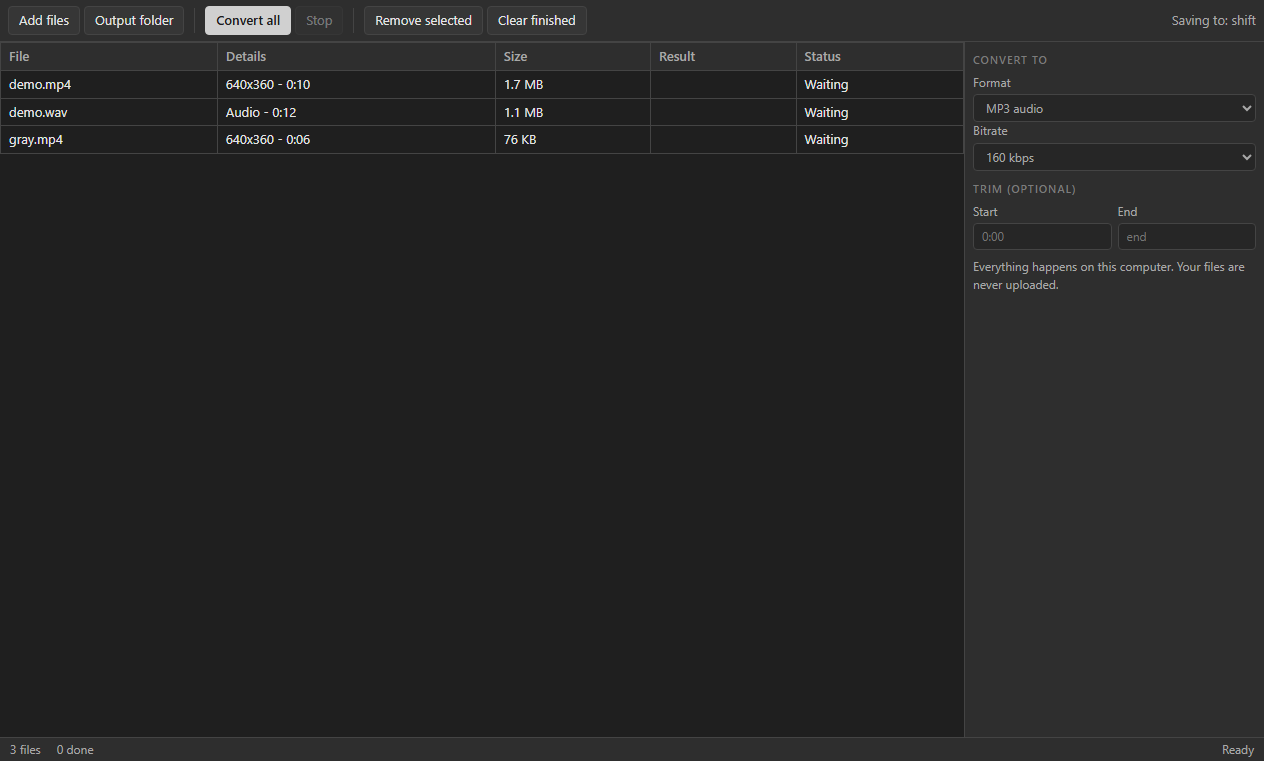 Add files Output folder Convert all Stop Remove selected Clear finished Saving to: shift
File Details Size Result Status
demo.mp4 640x360 - 0:10 1.7 MB Waiting
demo.wav Audio - 0:12 1.1 MB Waiting
gray.mp4 640x360 - 0:06 76 KB Waiting
CONVERT TO
Format
MP3 audio
Bitrate
160 kbps
TRIM (OPTIONAL)
Start End
0:00 end
Everything happens on this computer. Your files are
never uploaded.
3 files 0 done Ready